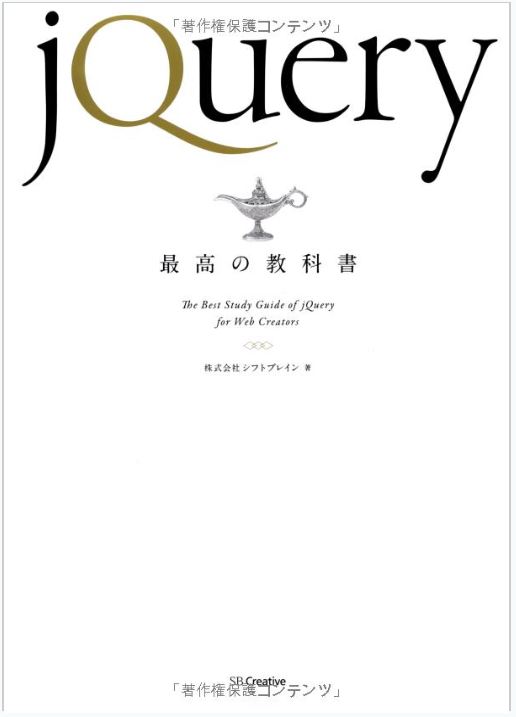 jQuery
「著作権保護コンテンツ」
最高の教科書
The Best Study Guide of jQuery
for Web Creators
株式会社シフトブレイン 著
SB Creative
「著作権保護コンテンツ」